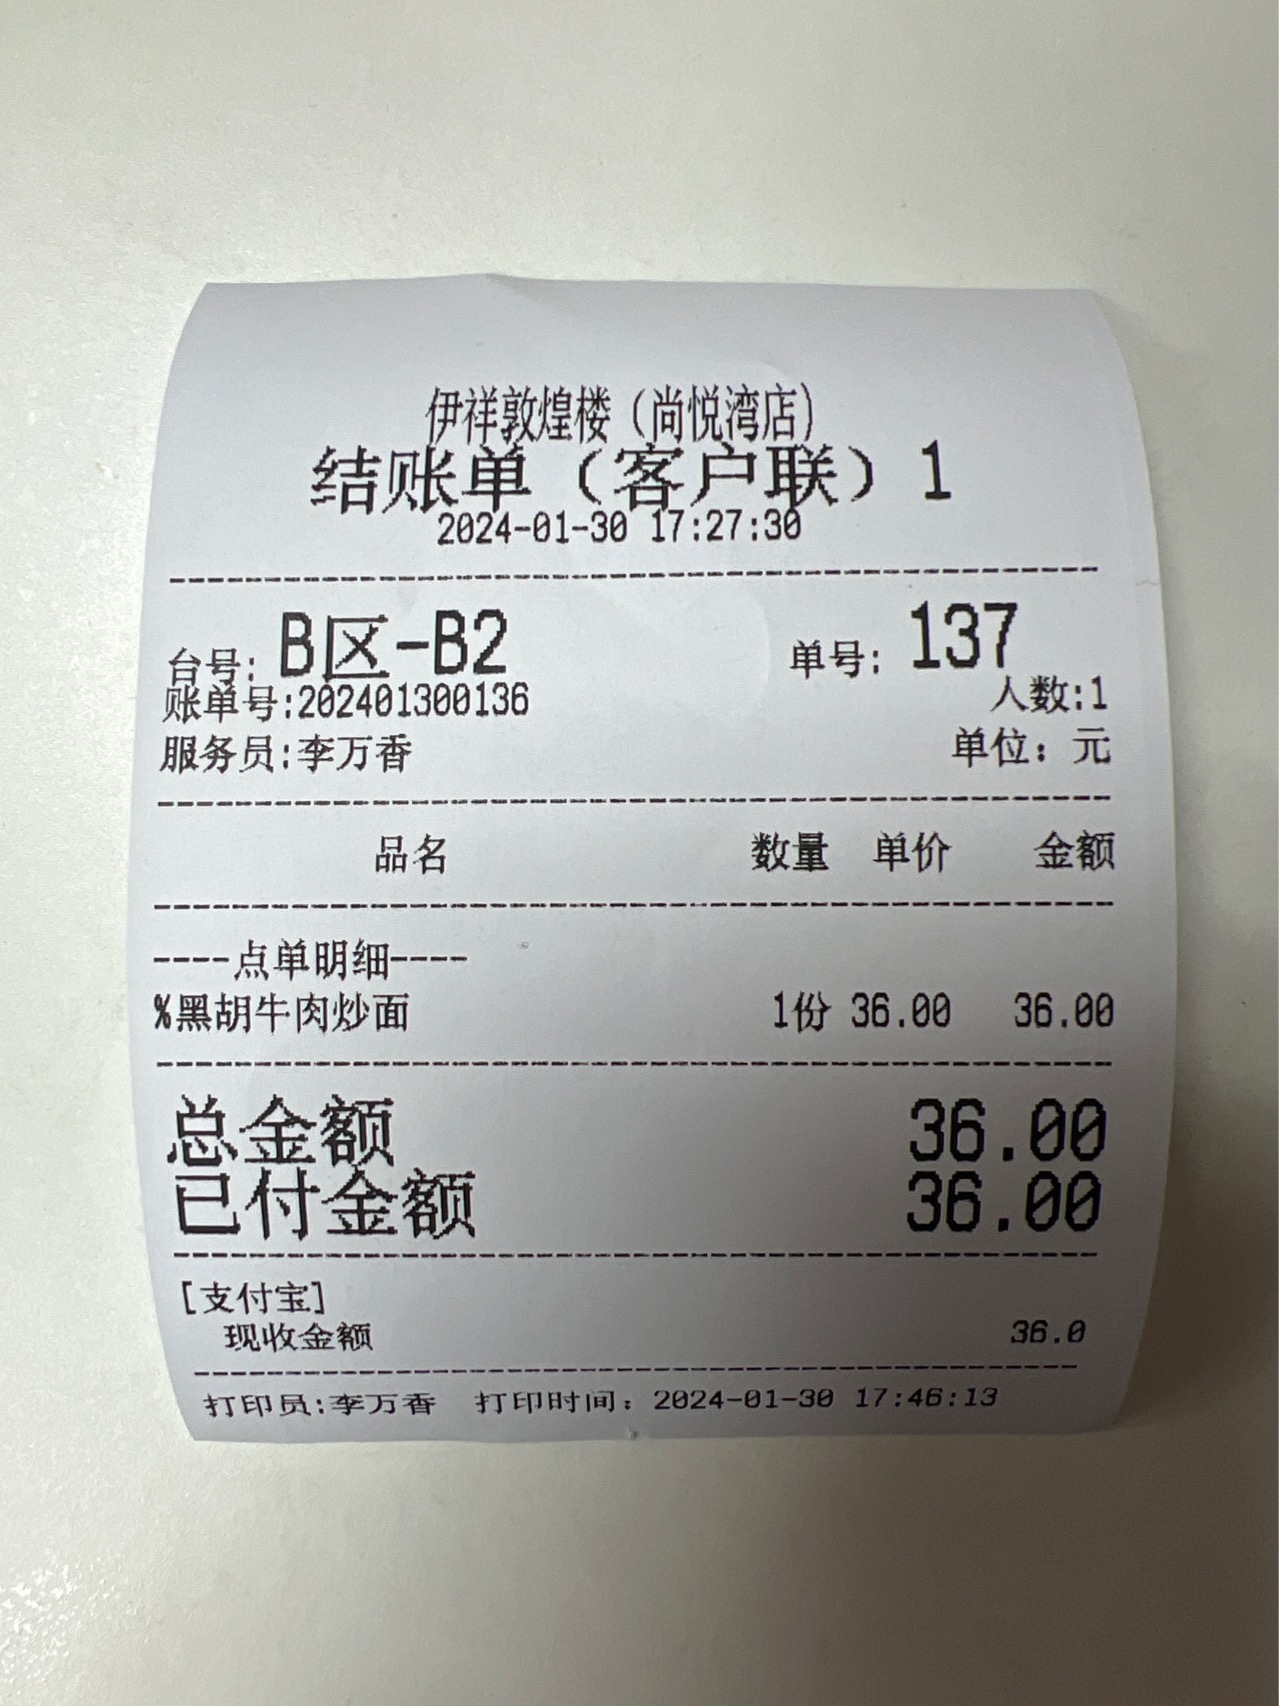 伊祥敦煌楼（尚悦湾店）
结账单（客户联）1
2024-01-30 17:27:30
台号: B区-B2 单号: 137
账单号:202401300136 人数:1
服务员:李万香 单位：元
品名 数量 单价 金额
----点单明细----
%黑胡牛肉炒面 1份 36.00 36.00
总金额 36.00
已付金额 36.00
[支付宝]
现收金额 36.0
打印员:李万香 打印时间：2024-01-30 17:46:13